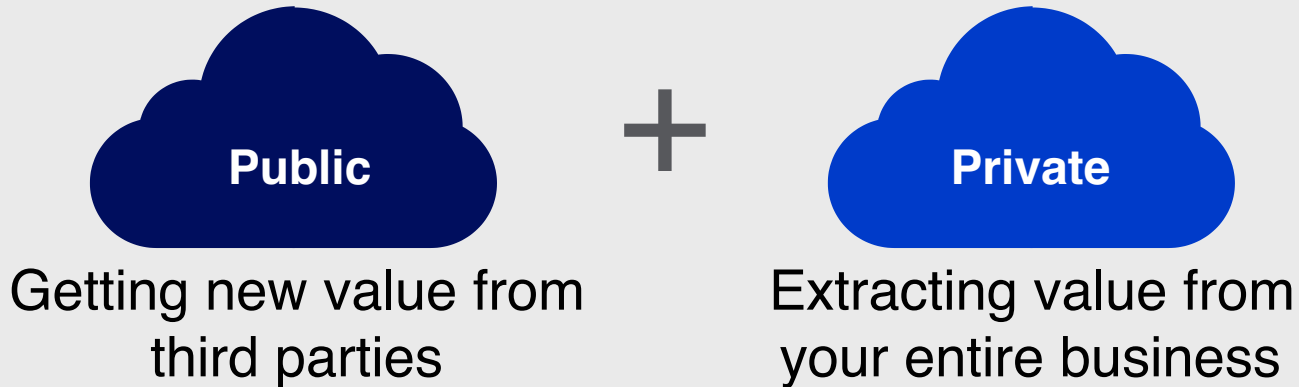 Public
+
Private
Getting new value from
third parties
Extracting value from
your entire business